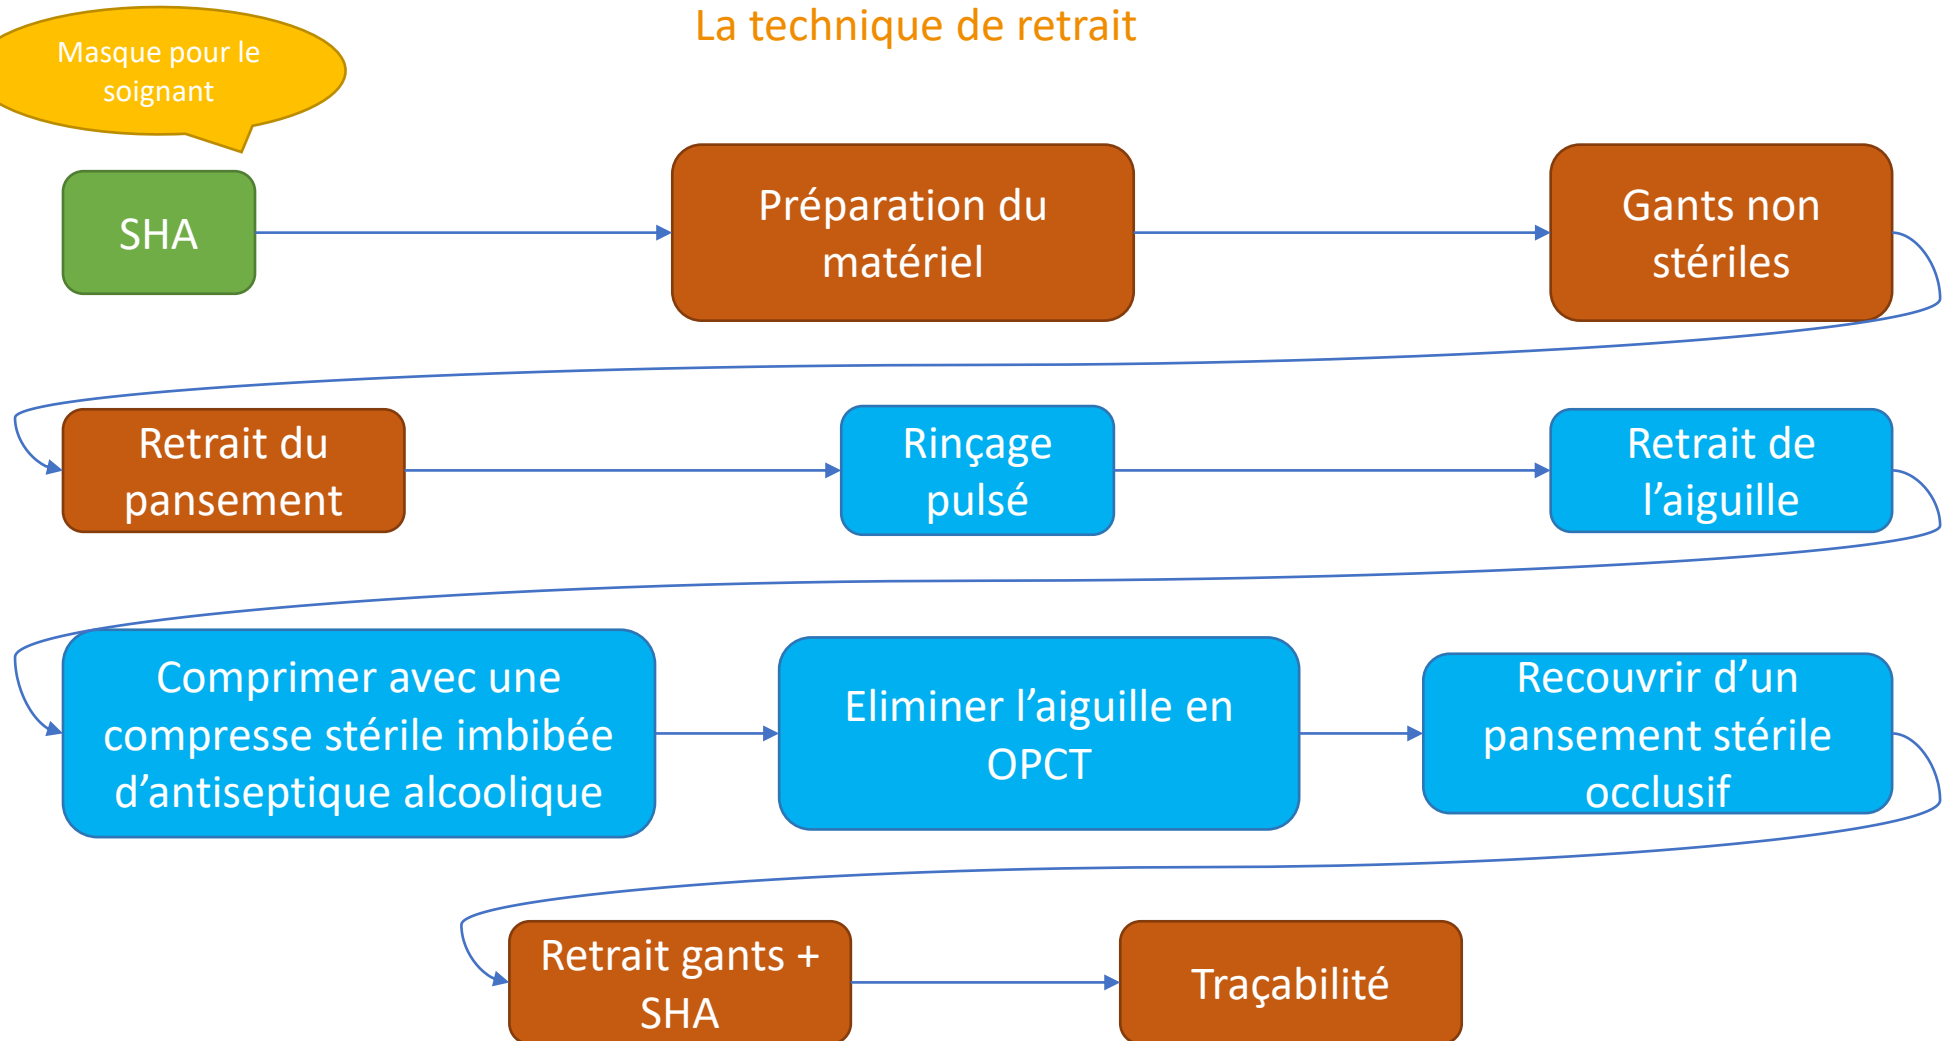 La technique de retrait
Masque pour le
soignant
SHA
Préparation du
matériel
Gants non
stériles
Retrait du
pansement
Rinçage
pulsé
Retrait de
l’aiguille
Comprimer avec une
compresse stérile imbibée
d’antiseptique alcoolique
Eliminer l’aiguille en
OPCT
Recouvrir d’un
pansement stérile
occlusif
Retrait gants +
SHA
Traçabilité